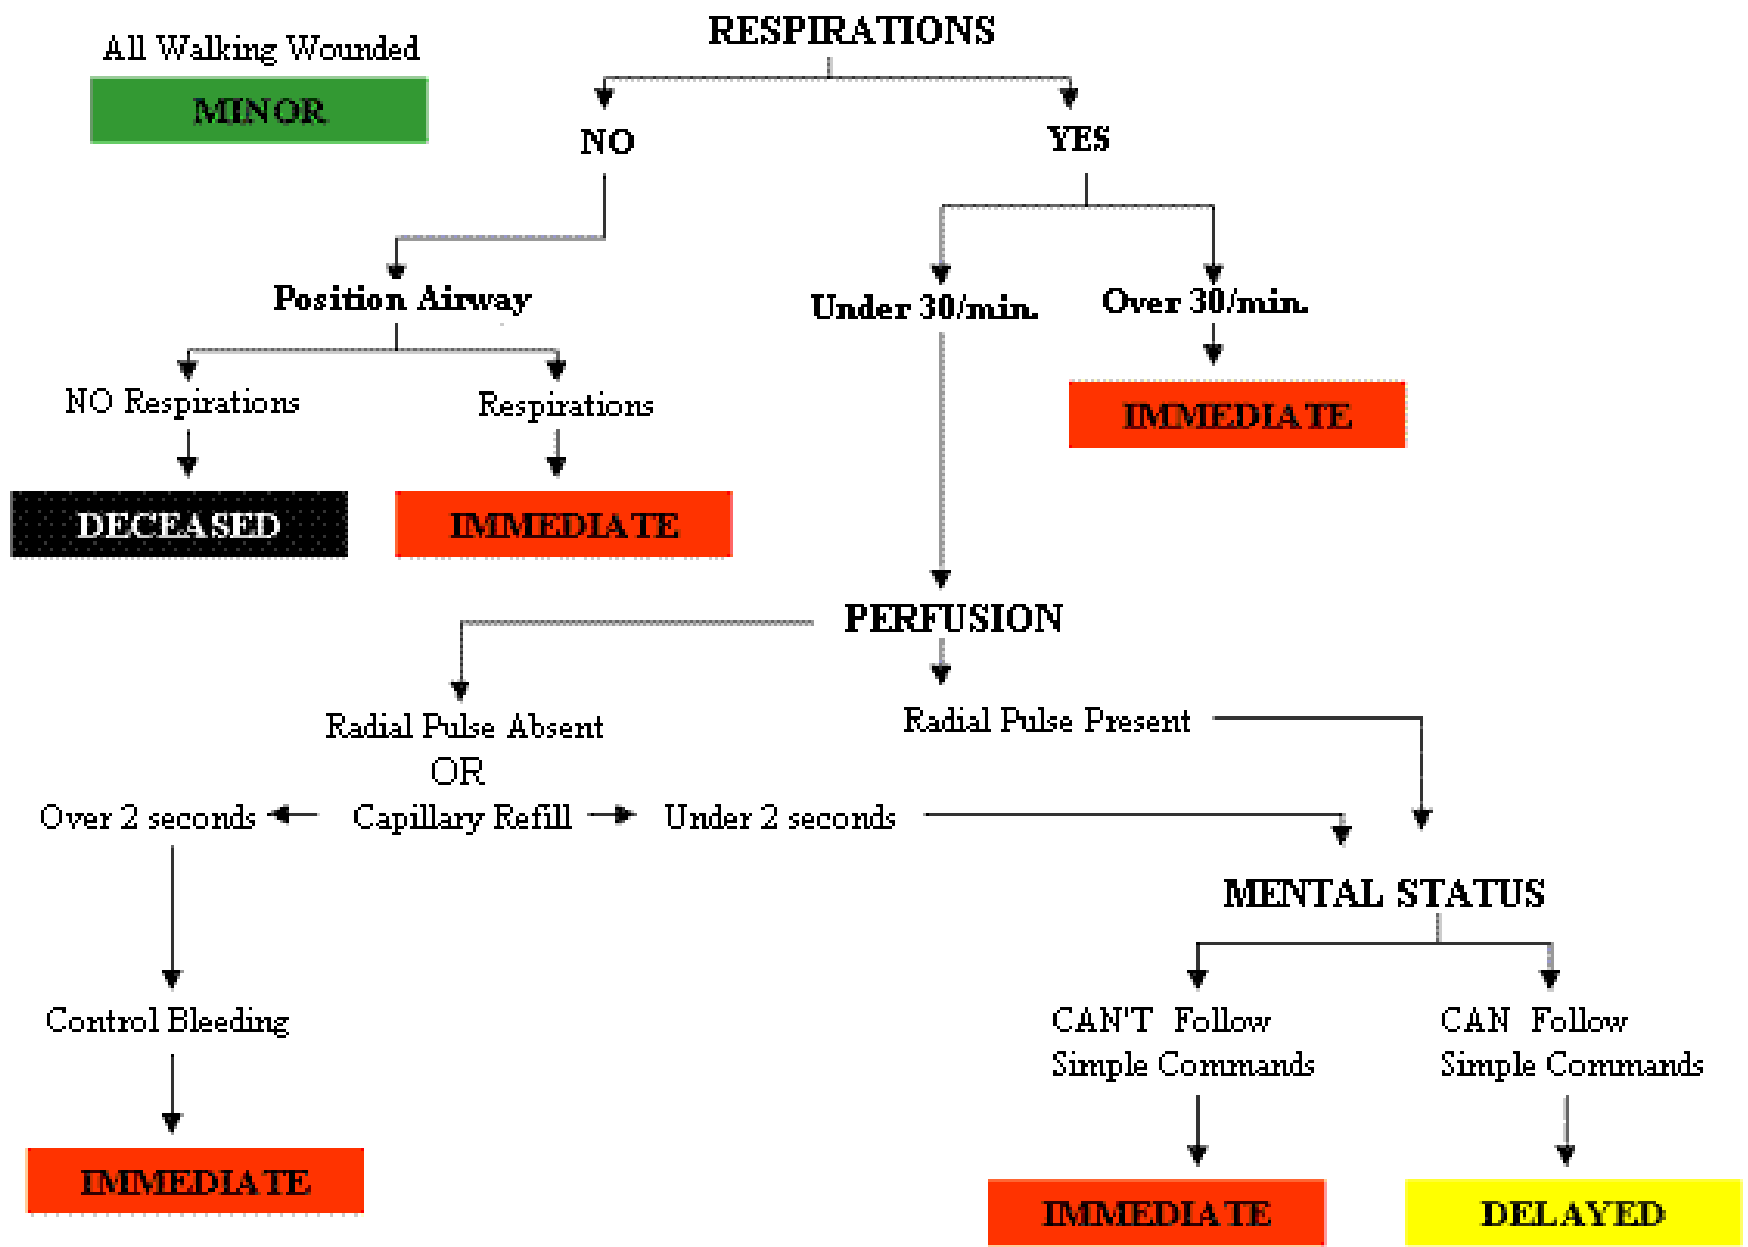 All Walking Wounded
MINOR
RESPIRATIONS
NO
YES
Position Airway
Under 30/min.
Over 30/min.
NO Respirations
Respirations
IMMEDIATE
DECEASED
IMMEDIATE
PERFUSION
Radial Pulse Absent
OR
Radial Pulse Present
Over 2 seconds
Capillary Refill
Under 2 seconds
MENTAL STATUS
Control Bleeding
CAN'T Follow
Simple Commands
CAN Follow
Simple Commands
IMMEDIATE
IMMEDIATE
DELAYED